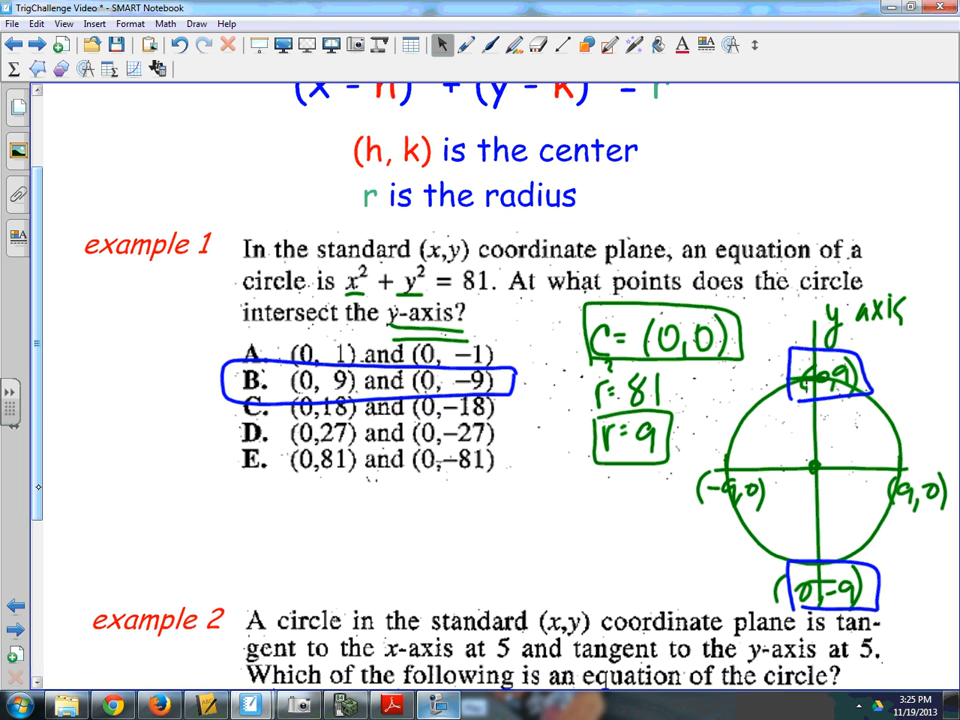 TrigChallenge Video * - SMART Notebook
File Edit View Insert Format Math Draw Help
(x - h) + (y - k) = r
(h, k) is the center
r is the radius
example 1
In the standard (x,y) coordinate plane, an equation of a
circle is x² + y² = 81. At what points does the circle
intersect the y-axis?
A. (0, 1) and (0, −1)
B. (0, 9) and (0, −9)
C. (0,18) and (0,−18)
D. (0,27) and (0,−27)
E. (0,81) and (0,−81)
C = (0,0)
r² = 81
r = 9
y axis
(0,9)
(-9,0)
(9,0)
(0,-9)
example 2
A circle in the standard (x,y) coordinate plane is tan-
gent to the x-axis at 5 and tangent to the y-axis at 5.
Which of the following is an equation of the circle?
3:25 PM
11/19/2013